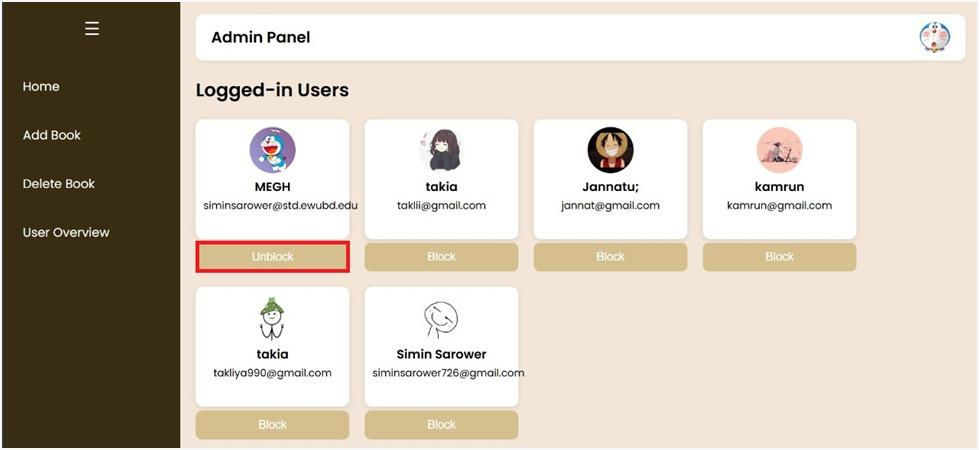 ☰
Admin Panel
Home
Add Book
Delete Book
User Overview
Logged-in Users
MEGH
siminsarower@std.ewubd.edu
Unblock
takia
taklii@gmail.com
Block
Jannatu;
jannat@gmail.com
Block
kamrun
kamrun@gmail.com
Block
takia
takliya990@gmail.com
Block
Simin Sarower
siminsarower726@gmail.com
Block